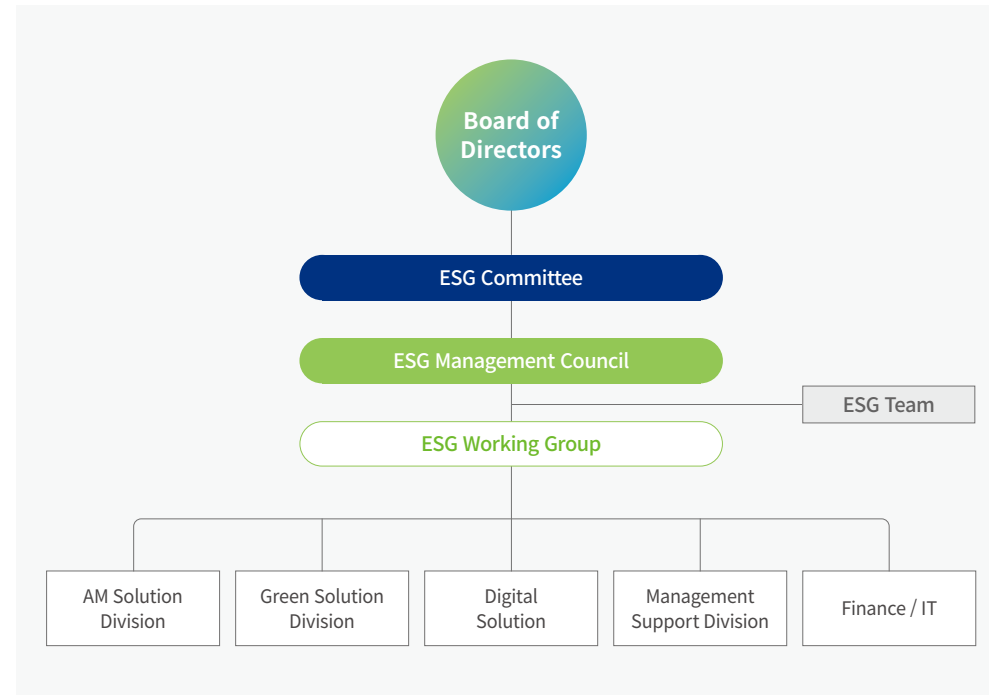 Board of
Directors
ESG Committee
ESG Management Council
ESG Team
ESG Working Group
AM Solution
Division
Green Solution
Division
Digital
Solution
Management
Support Division
Finance / IT